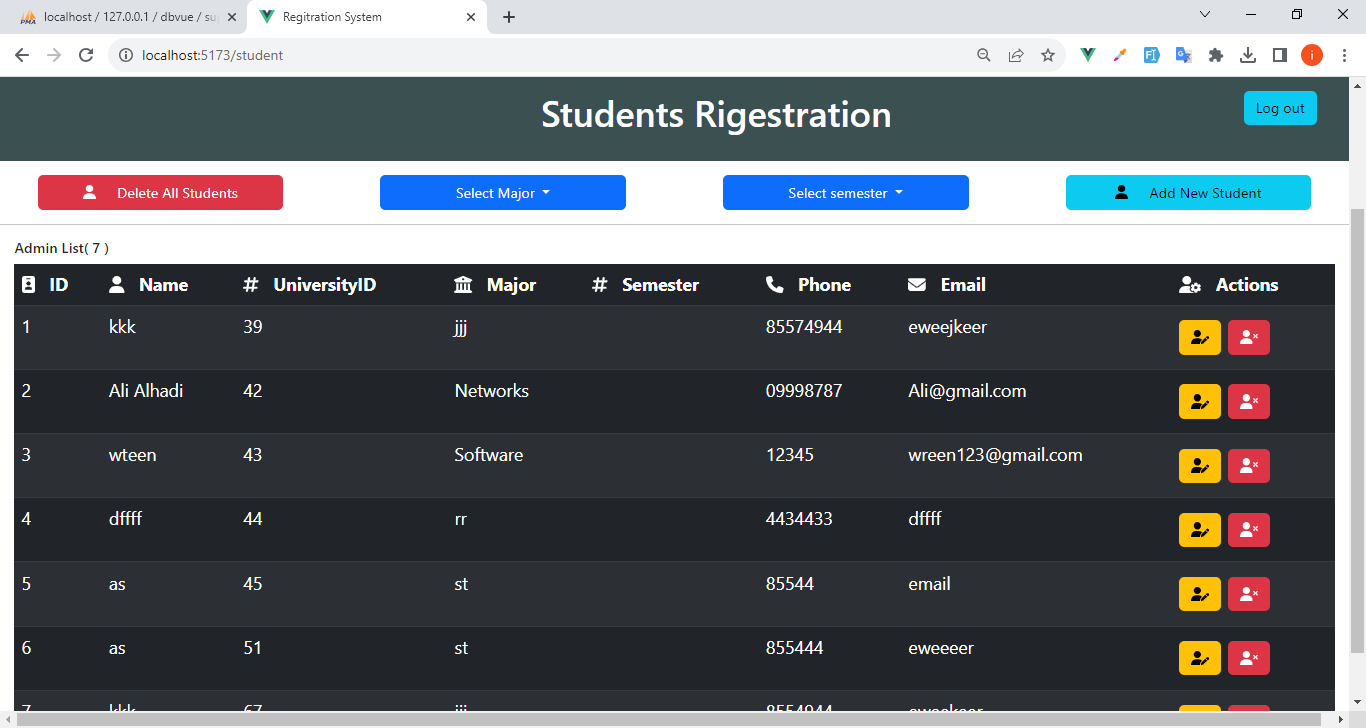 localhost / 127.0.0.1 / dbvue / su
Regitration System
localhost:5173/student
Students Rigestration
Log out
Delete All Students
Select Major
Select semester
Add New Student
Admin List( 7 )
ID Name # UniversityID Major # Semester Phone Email Actions
1 kkk 39 jjj 85574944 eweejkeer
2 Ali Alhadi 42 Networks 09998787 Ali@gmail.com
3 wteen 43 Software 12345 wreen123@gmail.com
4 dffff 44 rr 4434433 dffff
5 as 45 st 85544 email
6 as 51 st 855444 eweeeer
7 kkk 67 jjj 8554944 eweekeer